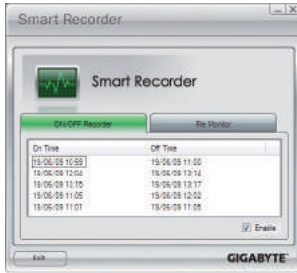 Smart Recorder
Smart Recorder
ON/OFF Recorder File Monitor
On Time Off Time
19/06/09 10:59 19/06/09 11:00
19/06/09 12:04 19/06/09 13:14
19/06/09 13:15 19/06/09 13:17
19/06/09 11:05 19/06/09 12:02
19/06/09 11:01 19/06/09 11:05
Enable
Exit GIGABYTE